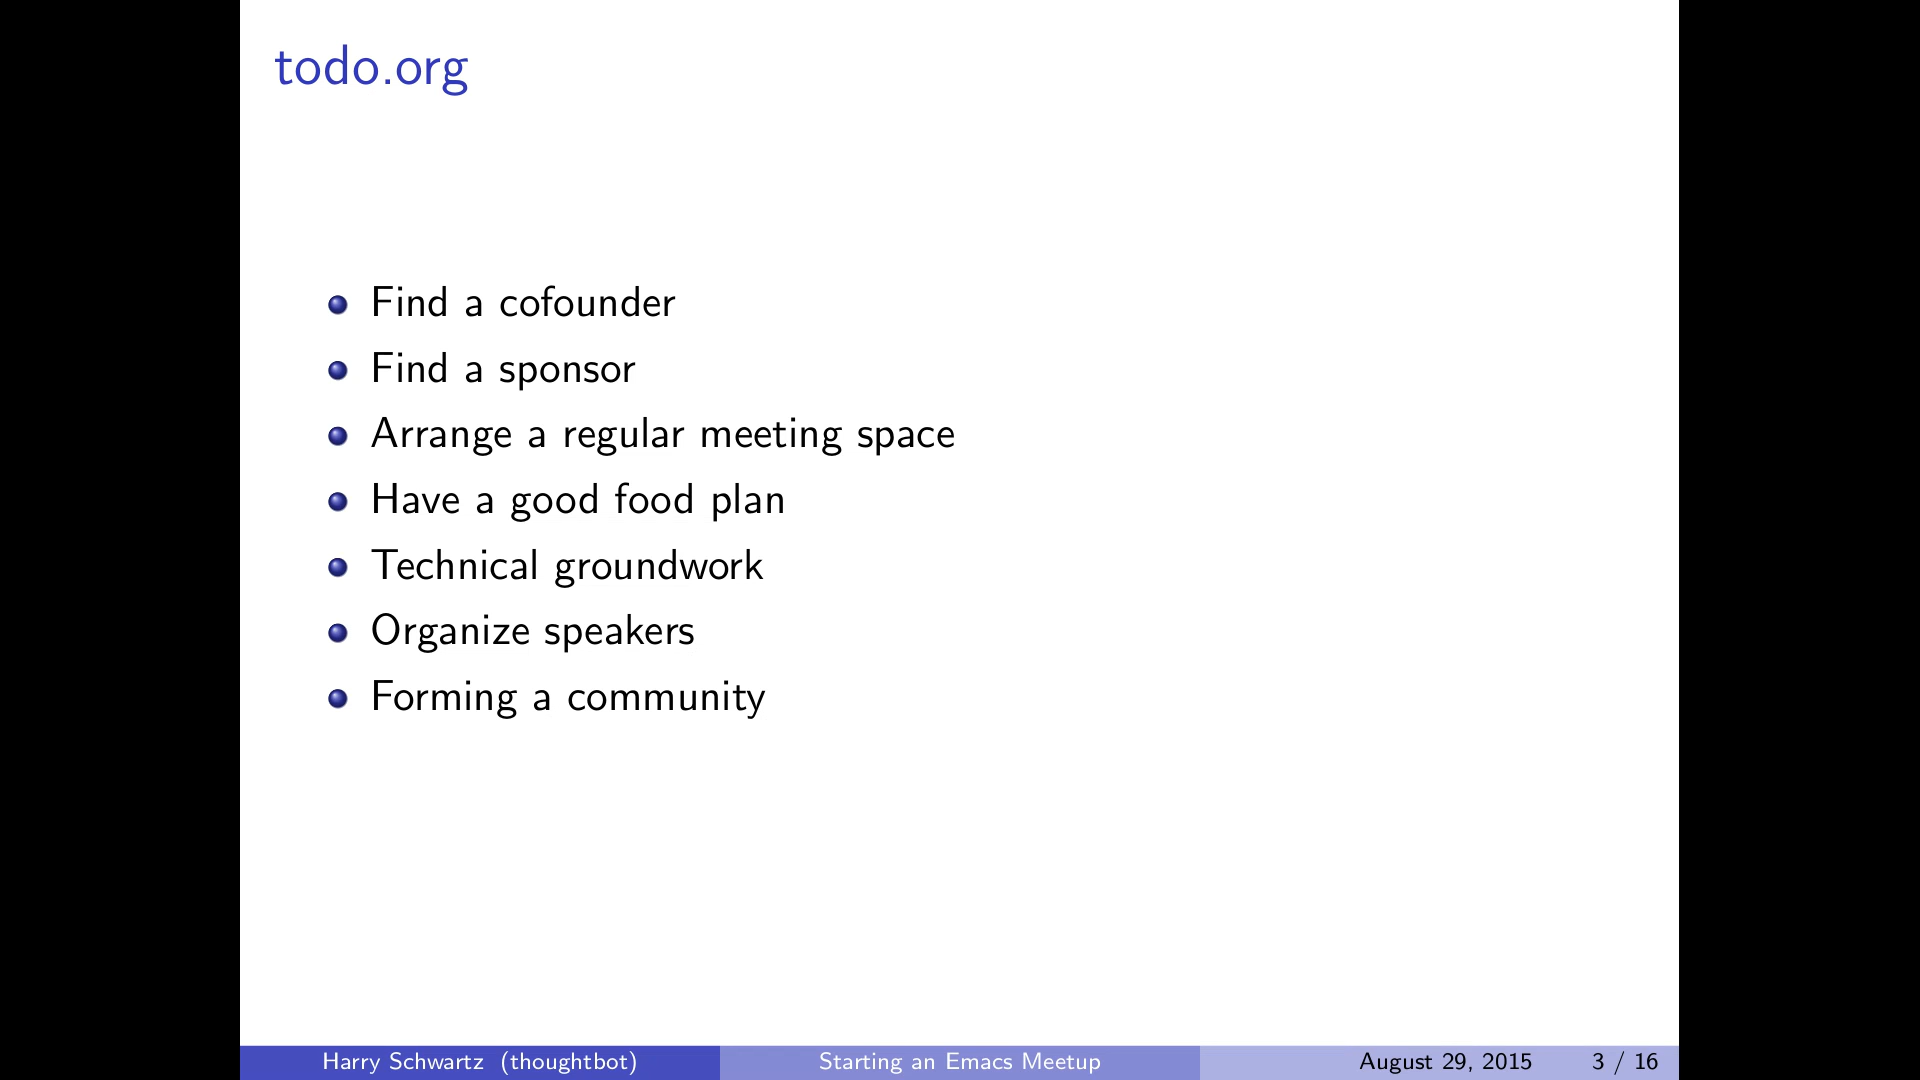 todo.org
Find a cofounder
Find a sponsor
Arrange a regular meeting space
Have a good food plan
Technical groundwork
Organize speakers
Forming a community
Harry Schwartz (thoughtbot) Starting an Emacs Meetup August 29, 2015 3 / 16